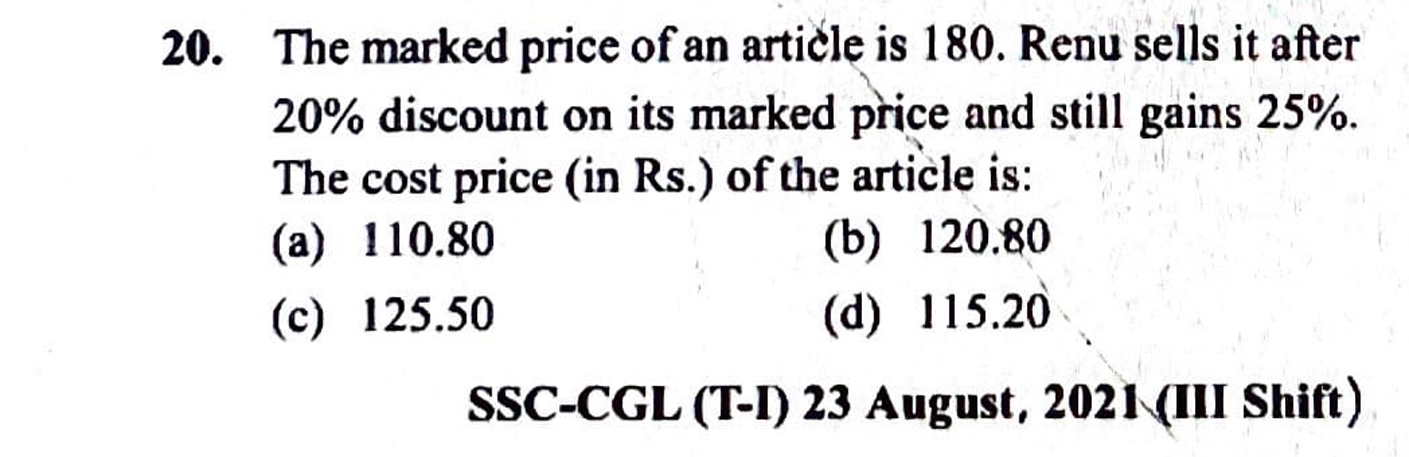 20. The marked price of an article is 180. Renu sells it after
20% discount on its marked price and still gains 25%.
The cost price (in Rs.) of the article is:
(a) 110.80 (b) 120.80
(c) 125.50 (d) 115.20
SSC-CGL (T-I) 23 August, 2021 (III Shift)